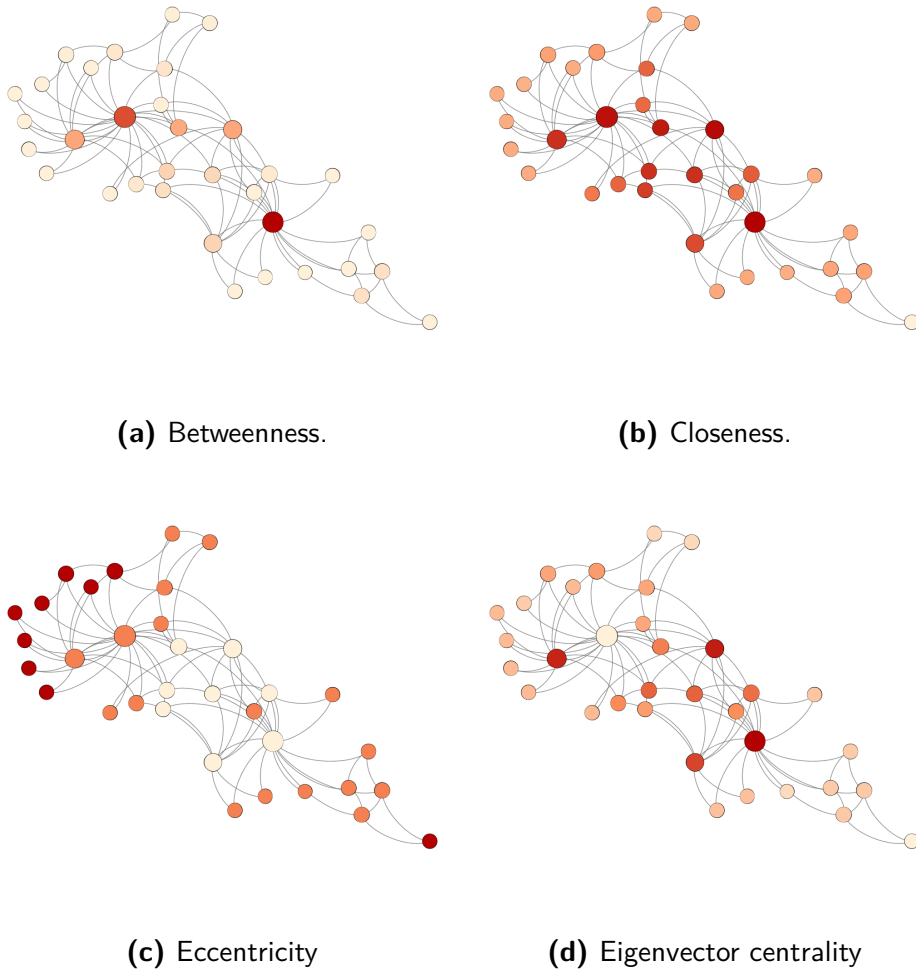 (a) Betweenness.
(b) Closeness.
(c) Eccentricity
(d) Eigenvector centrality